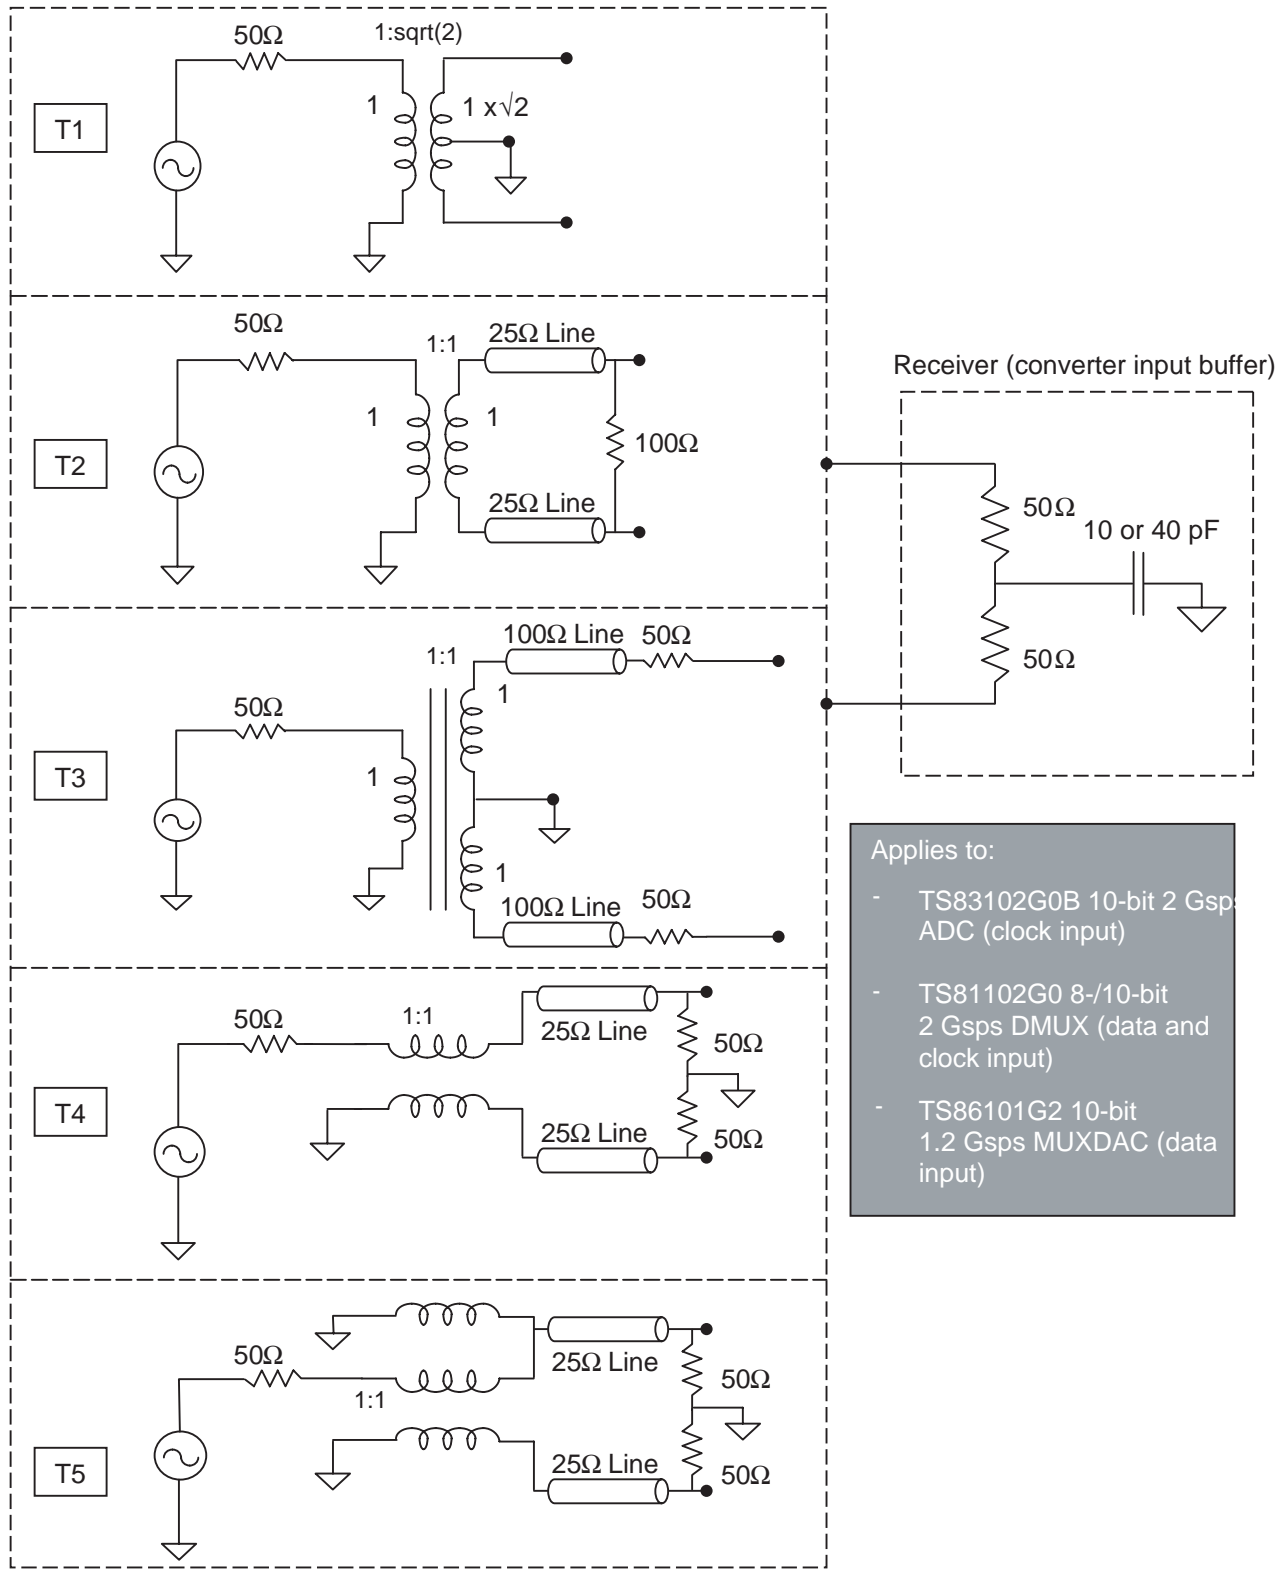 1:sqrt(2)
50Ω
1
1 x√2
T1
50Ω
1:1
25Ω Line
1
1
100Ω
T2
25Ω Line
Receiver (converter input buffer)
50Ω
10 or 40 pF
50Ω
100Ω Line 50Ω
1:1
1
50Ω
1
T3
1
100Ω Line
50Ω
Applies to:
- TS83102G0B 10-bit 2 Gsps
ADC (clock input)
- TS81102G0 8-/10-bit
2 Gsps DMUX (data and
clock input)
- TS86101G2 10-bit
1.2 Gsps MUXDAC (data
input)
50Ω
1:1
25Ω Line
50Ω
T4
25Ω Line
50Ω
50Ω
25Ω Line
1:1
50Ω
T5
25Ω Line
50Ω